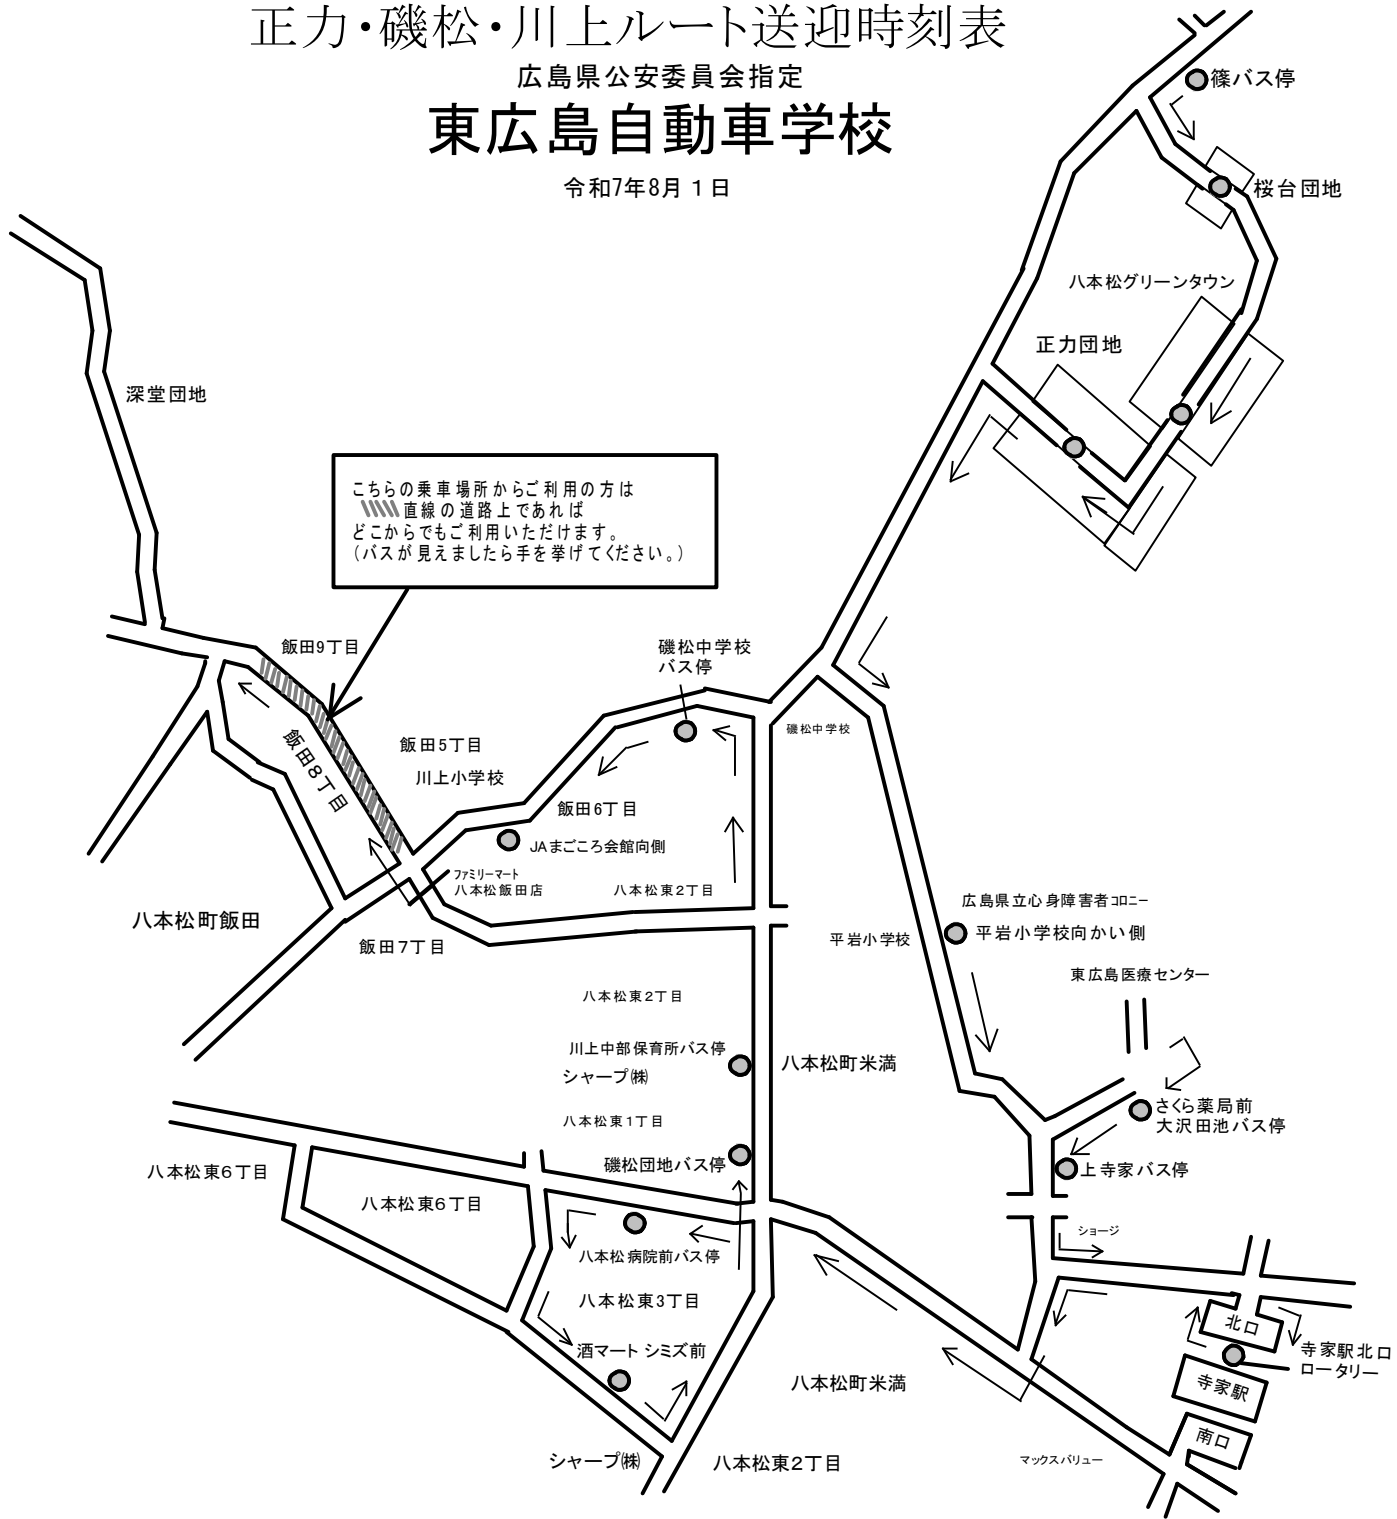 正力・磯松・川上ルート送迎時刻表
広島県公安委員会指定
東広島自動車学校
令和7年8月１日
篠バス停
桜台団地
八本松グリーンタウン
正力団地
深堂団地
こちらの乗車場所からご利用の方は
直線の道路上であれば
どこからでもご利用いただけます。
（バスが見えましたら手を挙げてください。）
飯田9丁目
磯松中学校
バス停
磯松中学校
飯田8丁目
飯田5丁目
川上小学校
飯田6丁目
JAまごころ会館向側
ファミリーマート
八本松飯田店
八本松東2丁目
八本松町飯田
飯田7丁目
広島県立心身障害者コロニー
平岩小学校
平岩小学校向かい側
東広島医療センター
八本松東2丁目
川上中部保育所バス停
シャープ㈱
八本松町米満
八本松東1丁目
さくら薬局前
大沢田池バス停
磯松団地バス停
上寺家バス停
八本松東6丁目
八本松東6丁目
ショージ
八本松病院前バス停
八本松東3丁目
北口
酒マート シミズ前
寺家駅北口
ロータリー
八本松町米満
寺家駅
南口
シャープ㈱
八本松東2丁目
マックスバリュー